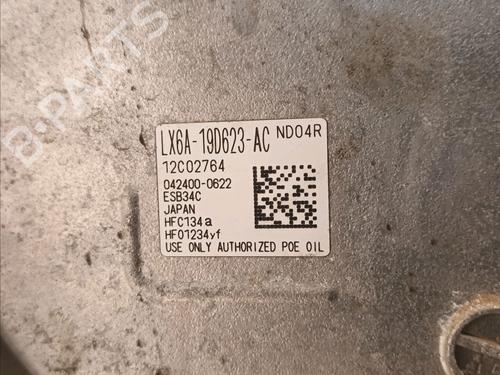 B-PARTS
LX6A-19D623-AC ND04R
12C02764
042400-0622
ESB34C
JAPAN
HFC134a
HFO1234yf
USE ONLY AUTHORIZED POE OIL